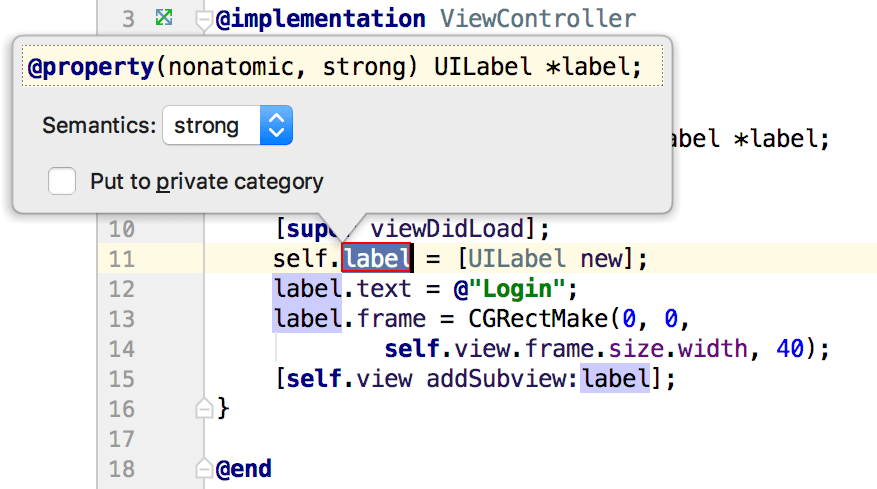 3 @implementation ViewController
@property(nonatomic, strong) UILabel *label;
Semantics: strong
abel *label;
Put to private category
10 [super viewDidLoad];
11 self.label = [UILabel new];
12 label.text = @"Login";
13 label.frame = CGRectMake(0, 0,
14 self.view.frame.size.width, 40);
15 [self.view addSubview:label];
16 }
17
18 @end